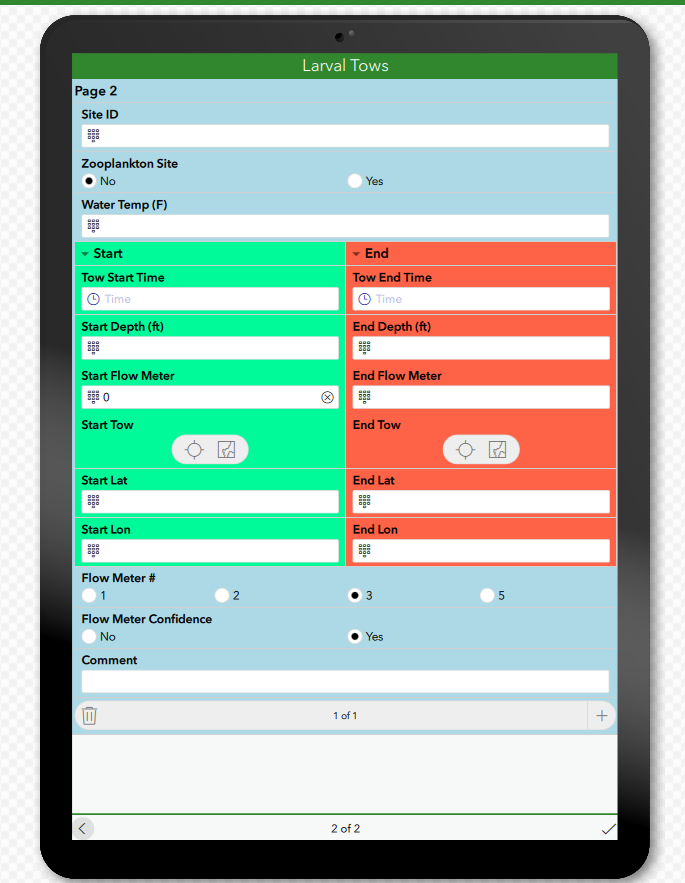 Larval Tows
Page 2
Site ID
Zooplankton Site
No Yes
Water Temp (F)
Start End
Tow Start Time Tow End Time
Time Time
Start Depth (ft) End Depth (ft)
Start Flow Meter End Flow Meter
0
Start Tow End Tow
Start Lat End Lat
Start Lon End Lon
Flow Meter #
1 2 3 5
Flow Meter Confidence
No Yes
Comment
1 of 1
2 of 2